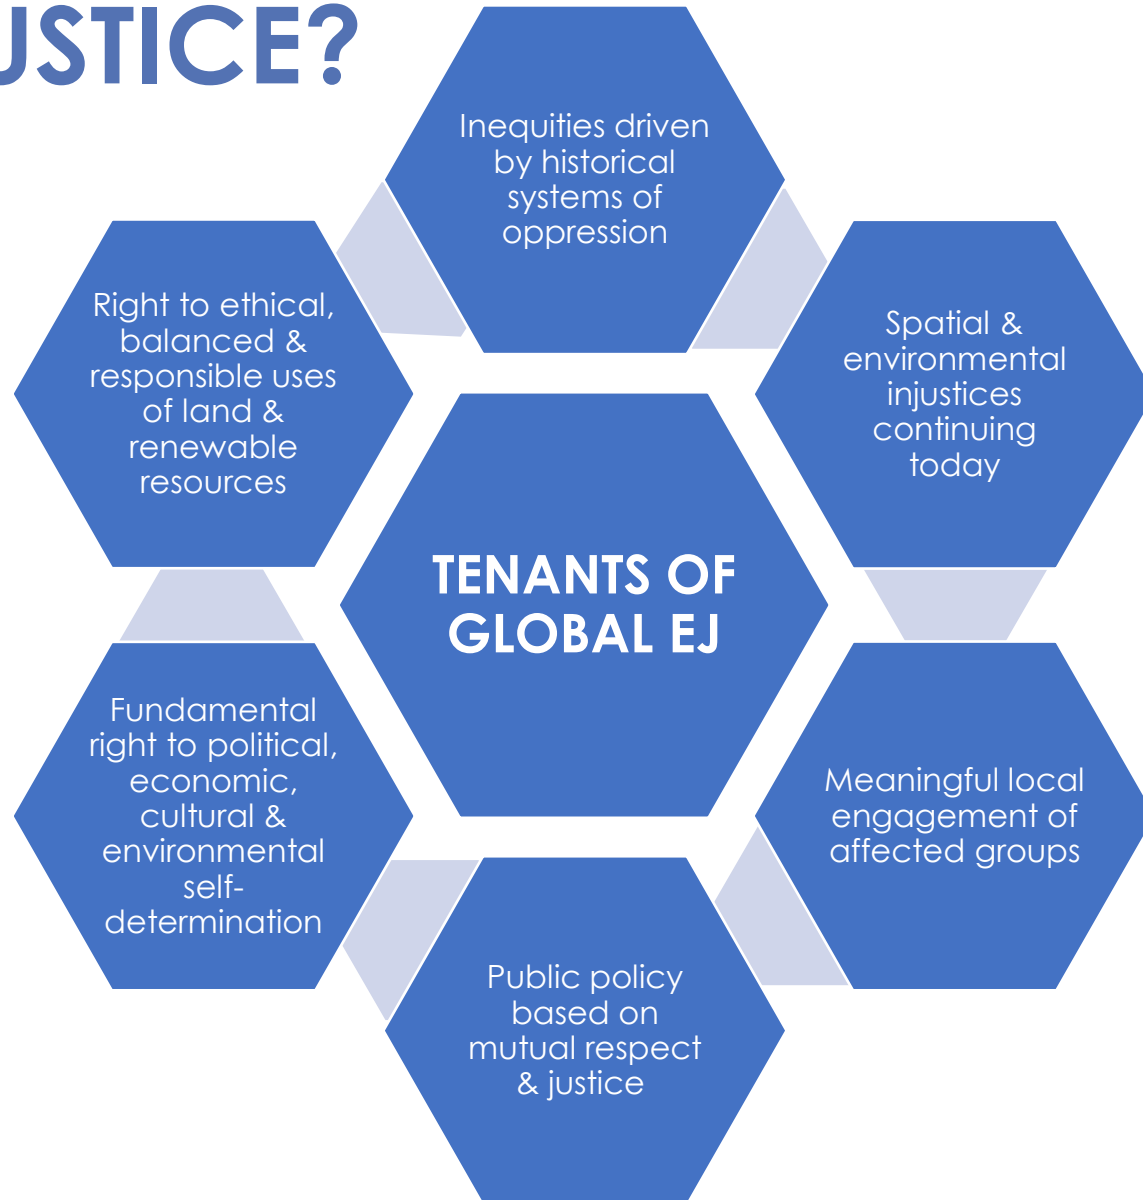 USTICE?
Inequities driven
by historical
systems of
oppression
Spatial &
environmental
injustices
continuing
today
Meaningful local
engagement of
affected groups
Public policy
based on
mutual respect
& justice
Fundamental
right to political,
economic,
cultural &
environmental
self-
determination
Right to ethical,
balanced &
responsible uses
of land &
renewable
resources
TENANTS OF
GLOBAL EJ